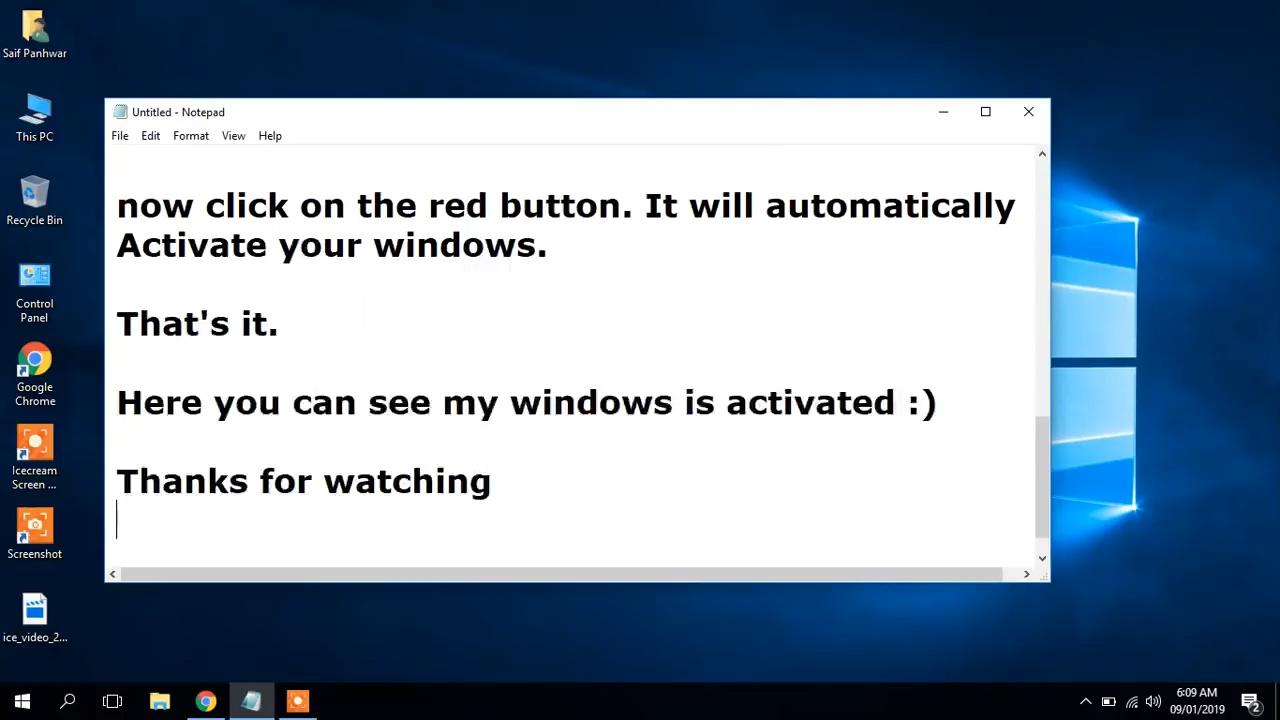 Saif Panhwar
This PC
Recycle Bin
Control
Panel
Google
Chrome
Icecream
Screen ...
Screenshot
ice_video_2...
Untitled - Notepad
File Edit Format View Help
now click on the red button. It will automatically
Activate your windows.
That's it.
Here you can see my windows is activated :)
Thanks for watching
6:09 AM
09/01/2019
2